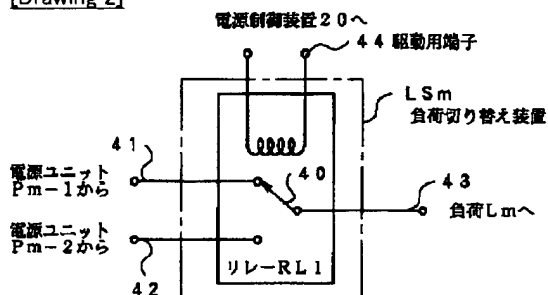 [Drawing 2]
電源制御装置20へ
44 駆動用端子
LSm
負荷切り替え装置
41
電源ユニット
Pm-1から
40
43
負荷Lmへ
電源ユニット
Pm-2から
42
リレーRL1